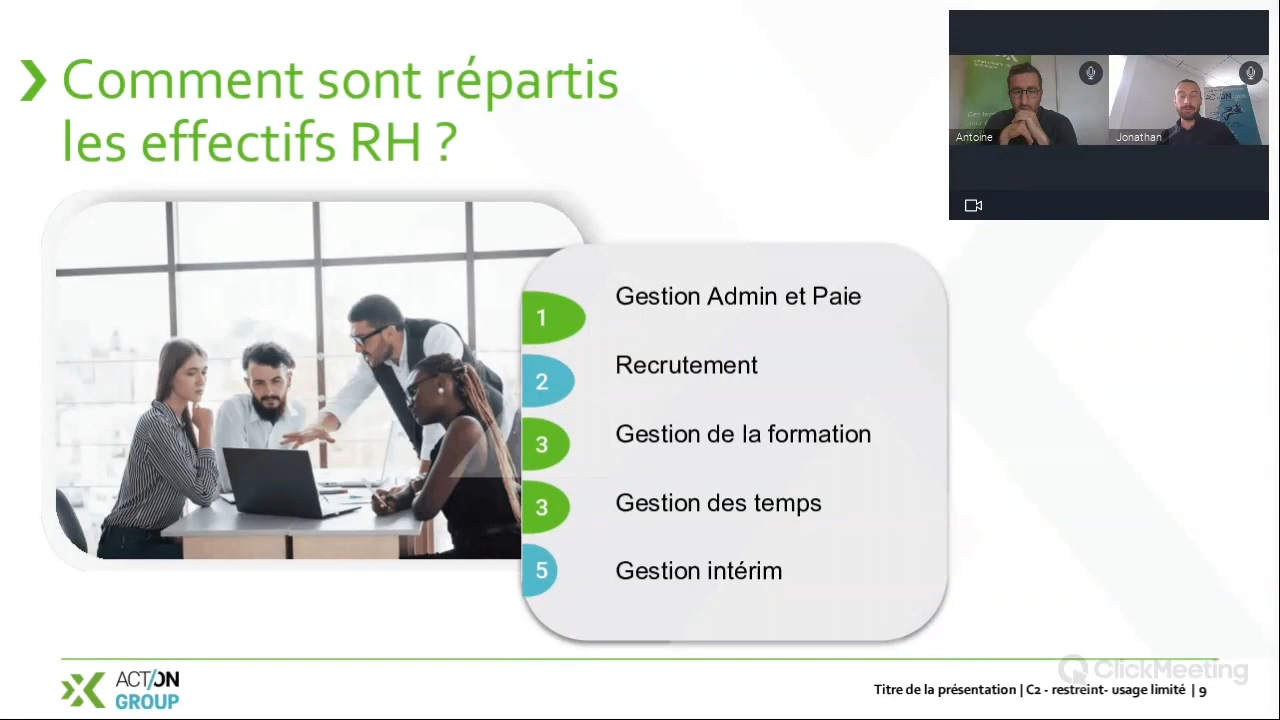 Comment sont répartis
les effectifs RH ?
Antoine
Jonathan
1
Gestion Admin et Paie
2
Recrutement
3
Gestion de la formation
3
Gestion des temps
5
Gestion intérim
ACT/ON
GROUP
ClickMeeting
Titre de la présentation | C2 - restreint- usage limité | 9